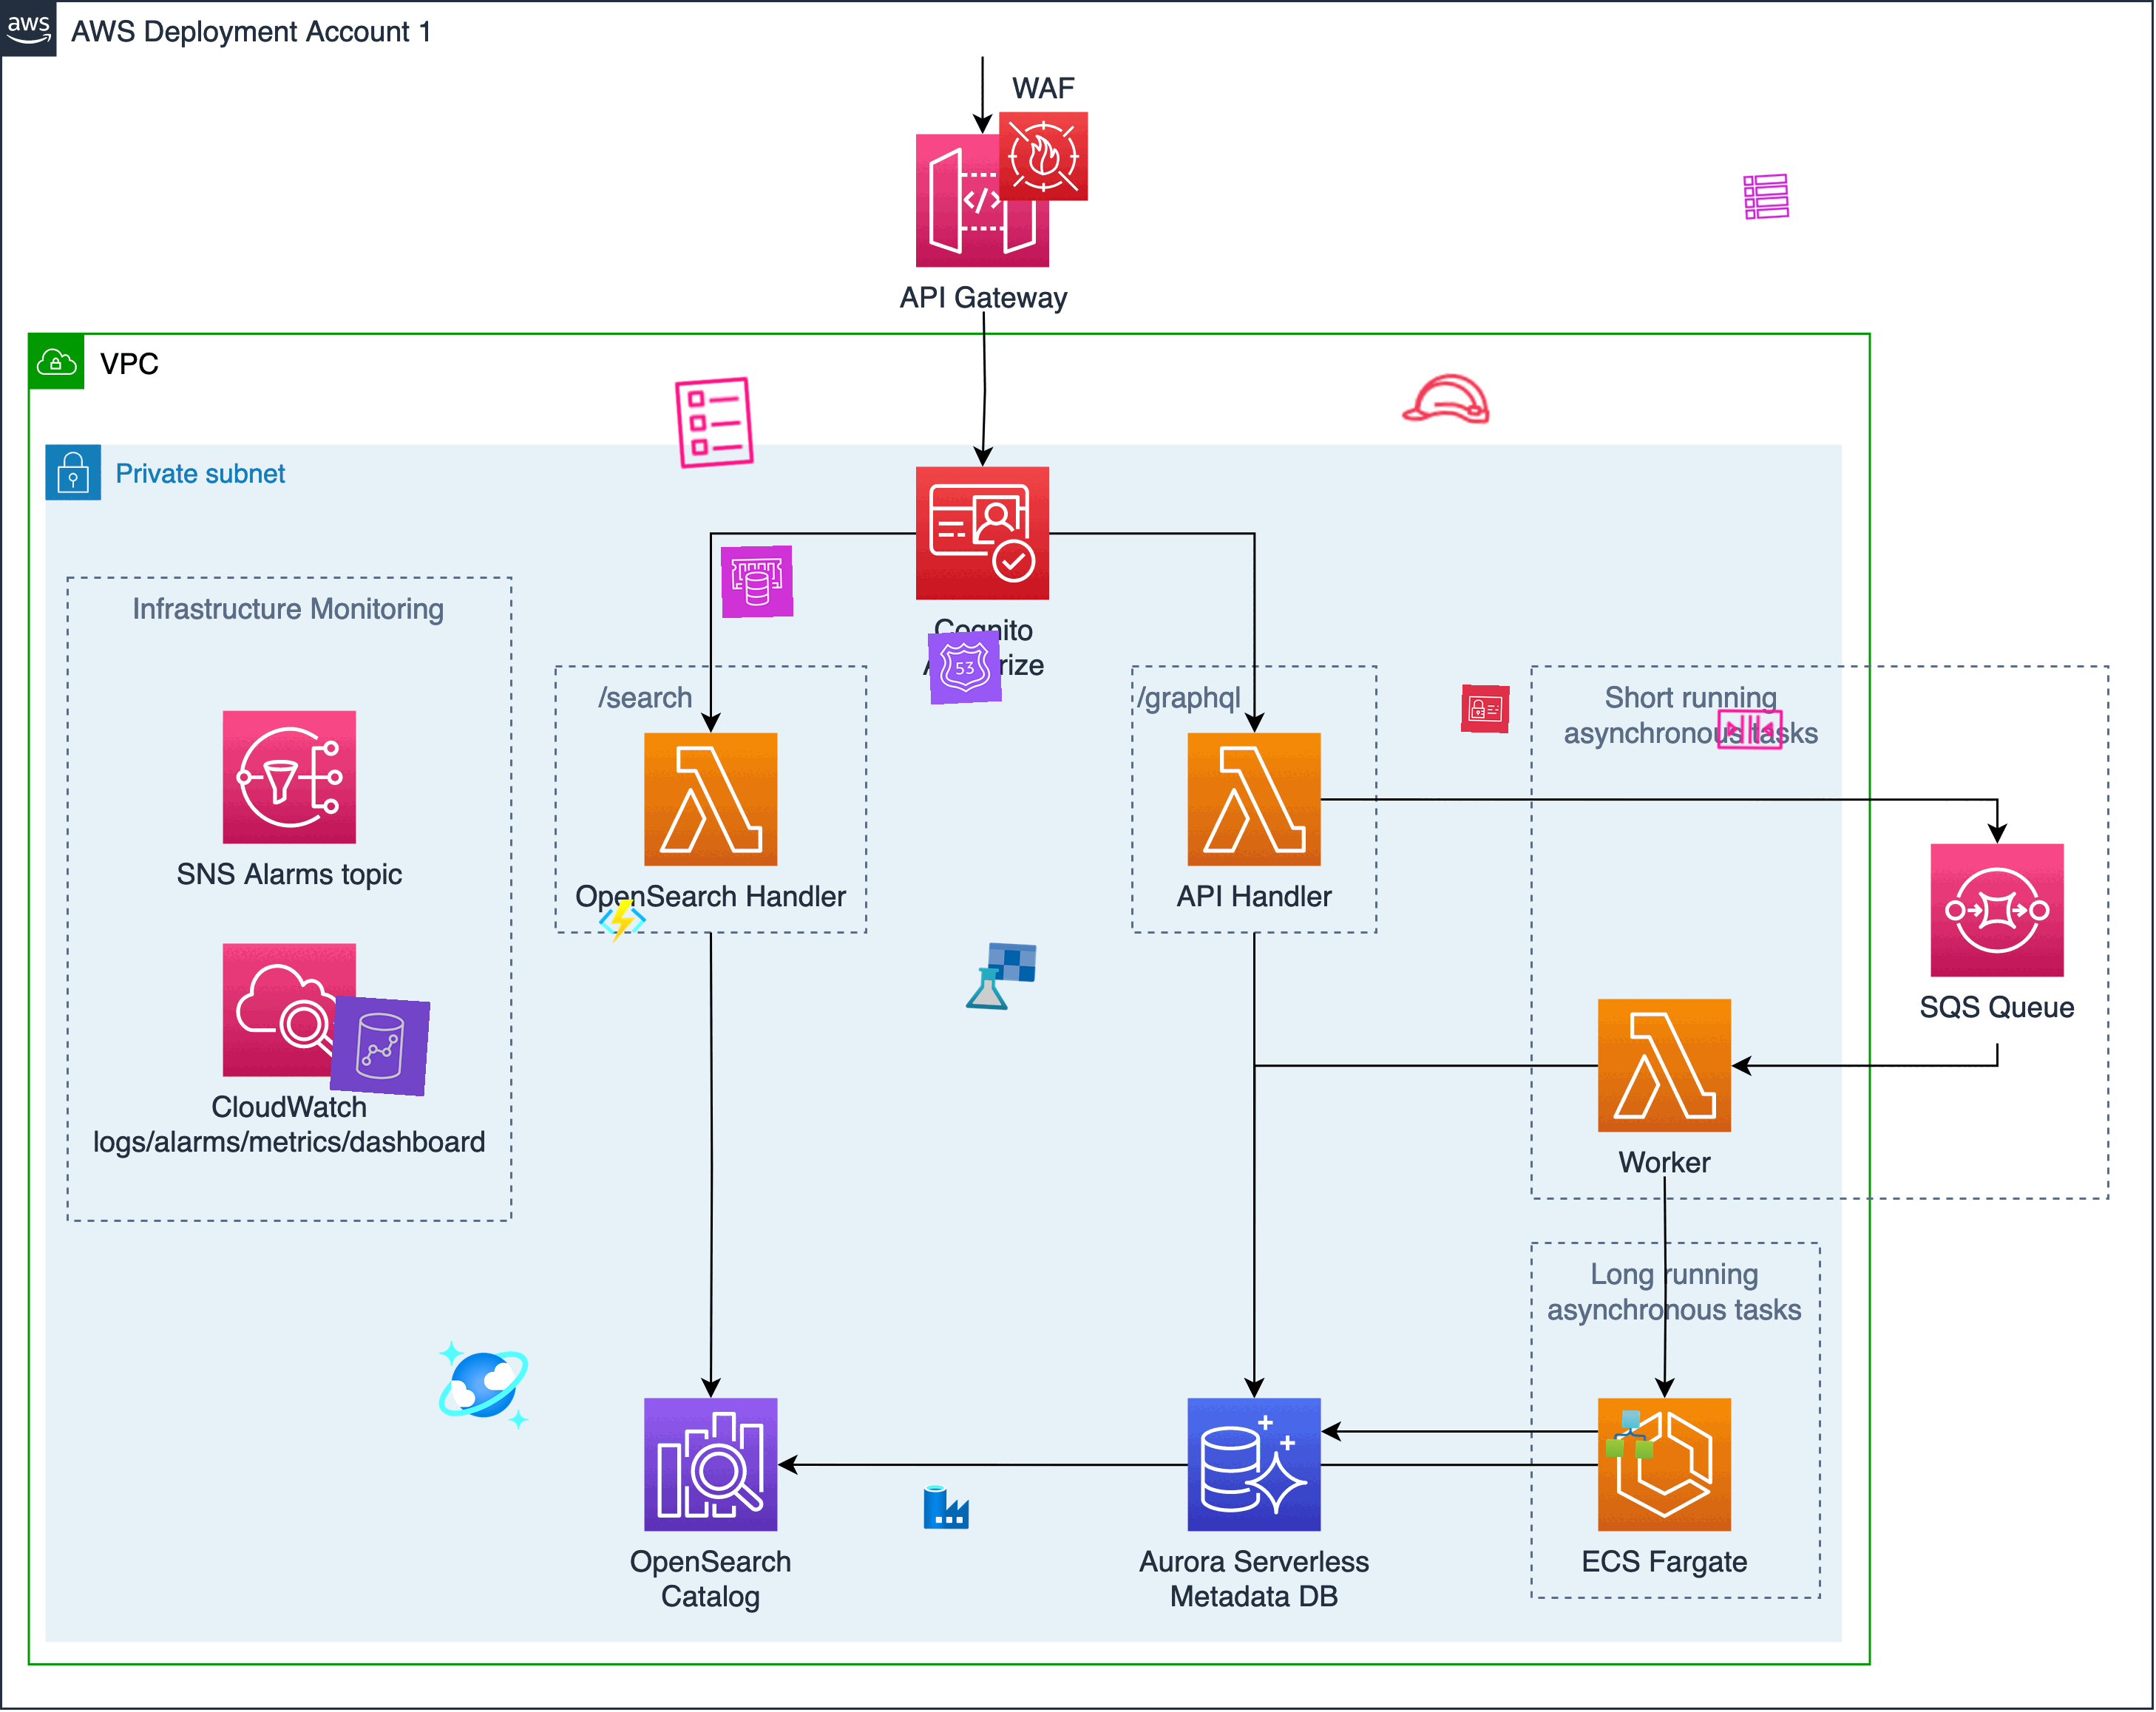 aws
AWS Deployment Account 1
WAF
API Gateway
VPC
Private subnet
Infrastructure Monitoring
Cognito
53
/search
/graphql
Short running
asynchronous tasks
SNS Alarms topic
OpenSearch Handler
API Handler
SQS Queue
CloudWatch
logs/alarms/metrics/dashboard
Worker
Long running
asynchronous tasks
OpenSearch
Catalog
Aurora Serverless
Metadata DB
ECS Fargate